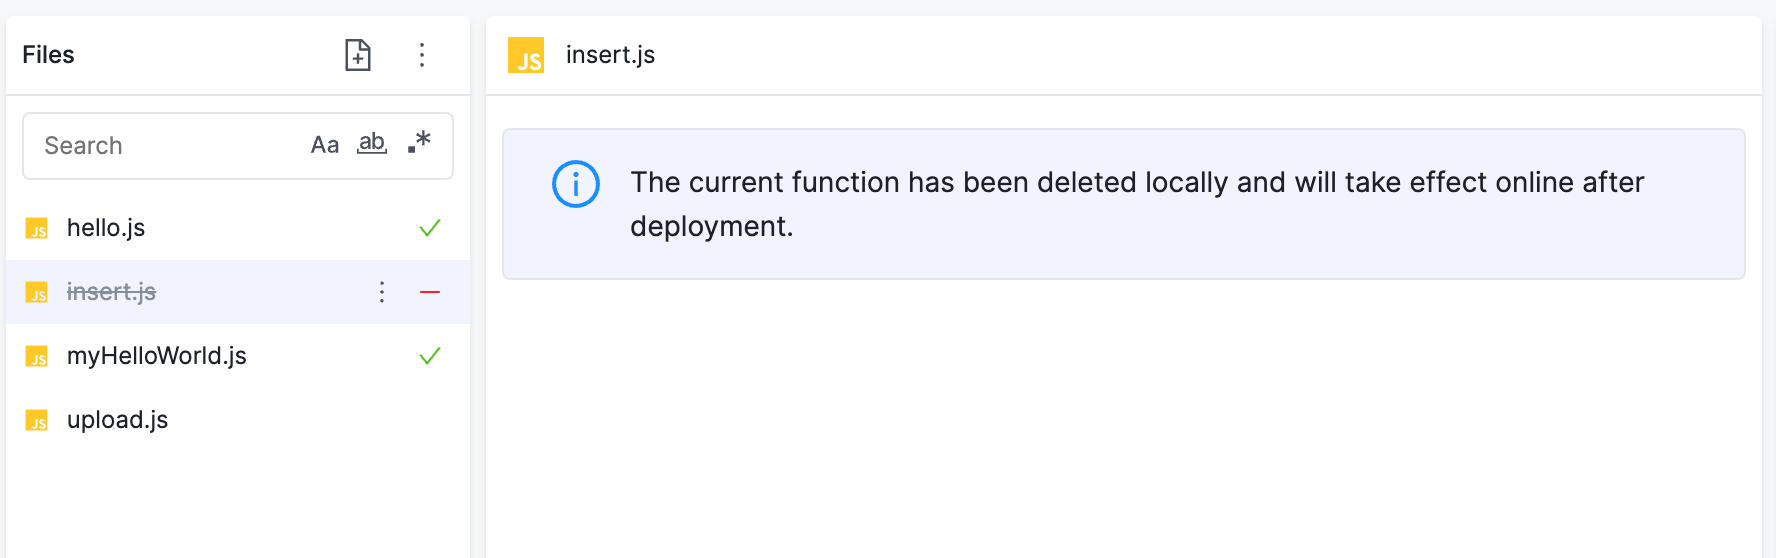 Files
Search Aa ab .*
JS hello.js
JS insert.js
JS myHelloWorld.js
JS upload.js
JS insert.js
The current function has been deleted locally and will take effect online after
deployment.